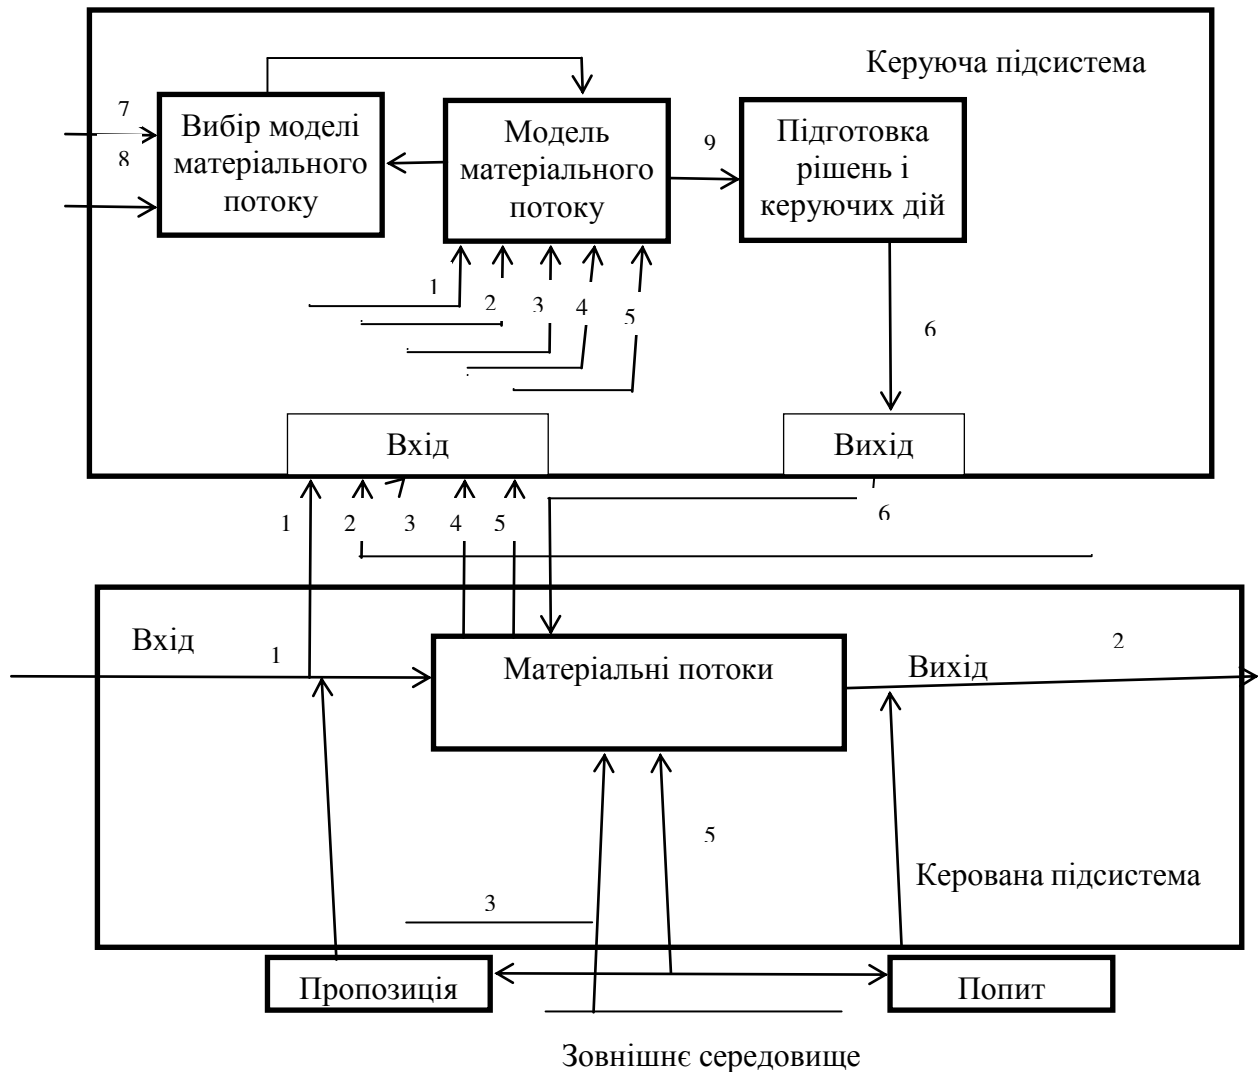 Керуюча підсистема
7
8
Вибір моделі
матеріального
потоку
Модель
матеріального
потоку
9
Підготовка
рішень і
керуючих дій
1
2
3
4
5
6
Вхід
Вихід
1
2
3
4
5
6
Вхід
1
Матеріальні потоки
Вихід
2
5
3
Керована підсистема
Пропозиція
Попит
Зовнішнє середовище